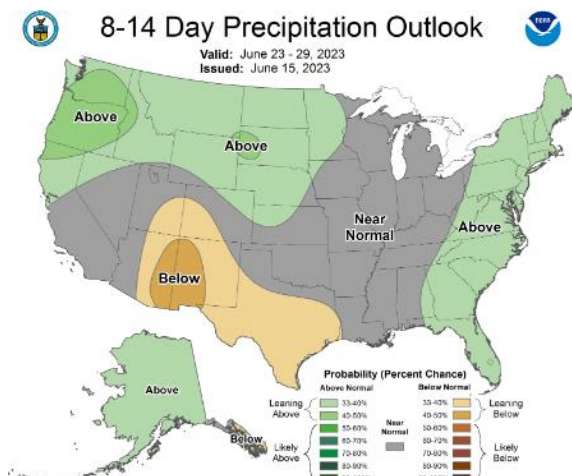 8-14 Day Precipitation Outlook
Valid: June 23 - 29, 2023
Issued: June 15, 2023
Above
Above
Near
Normal
Above
Below
Above
Below
Probability (Percent Chance)
Above Normal
Below Normal
Leaning
Above
33-40%
40-50%
50-60%
Likely
Above
60-70%
70-80%
80-90%
Near
Normal
33-40%
40-50%
50-60%
60-70%
70-80%
80-90%
Leaning
Below
Likely
Below